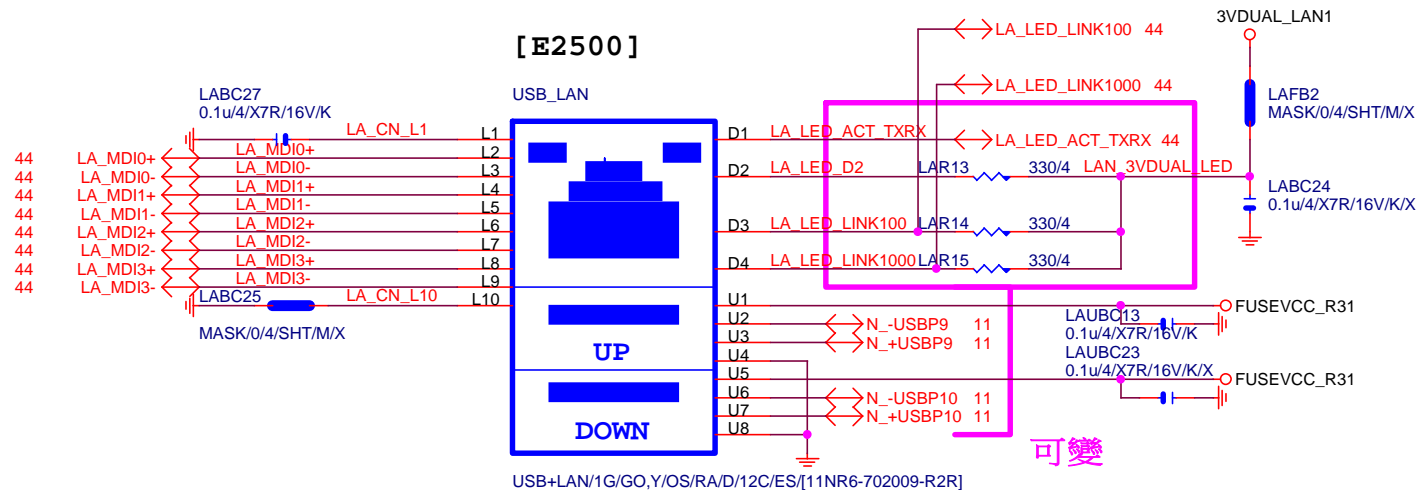 [E2500]
USB_LAN
LA_LED_LINK100 44
LA_LED_LINK1000 44
3VDUAL_LAN1
LAFB2
MASK/0/4/SHT/M/X
LABC27
0.1u/4/X7R/16V/K
LA_CN_L1 L1
44 LA_MDI0+ LA_MDI0+ L2
44 LA_MDI0- LA_MDI0- L3
44 LA_MDI1+ LA_MDI1+ L4
44 LA_MDI1- LA_MDI1- L5
44 LA_MDI2+ LA_MDI2+ L6
44 LA_MDI2- LA_MDI2- L7
44 LA_MDI3+ LA_MDI3+ L8
44 LA_MDI3- LA_MDI3- L9
LABC25 LA_CN_L10 L10
MASK/0/4/SHT/M/X
D1 LA_LED_ACT_TXRX LA_LED_ACT_TXRX 44
D2 LA_LED_D2 LAR13 330/4 LAN_3VDUAL_LED
LABC24
0.1u/4/X7R/16V/K/X
D3 LA_LED_LINK100 LAR14 330/4
D4 LA_LED_LINK1000 LAR15 330/4
U1 FUSEVCC_R31
U2 N_-USBP9 11
U3 N_+USBP9 11
LAUBC13
0.1u/4/X7R/16V/K
U4
LAUBC23
0.1u/4/X7R/16V/K/X
U5 FUSEVCC_R31
U6 N_-USBP10 11
U7 N_+USBP10 11
U8
UP
DOWN
可變
USB+LAN/1G/GO,Y/OS/RA/D/12C/ES/[11NR6-702009-R2R]